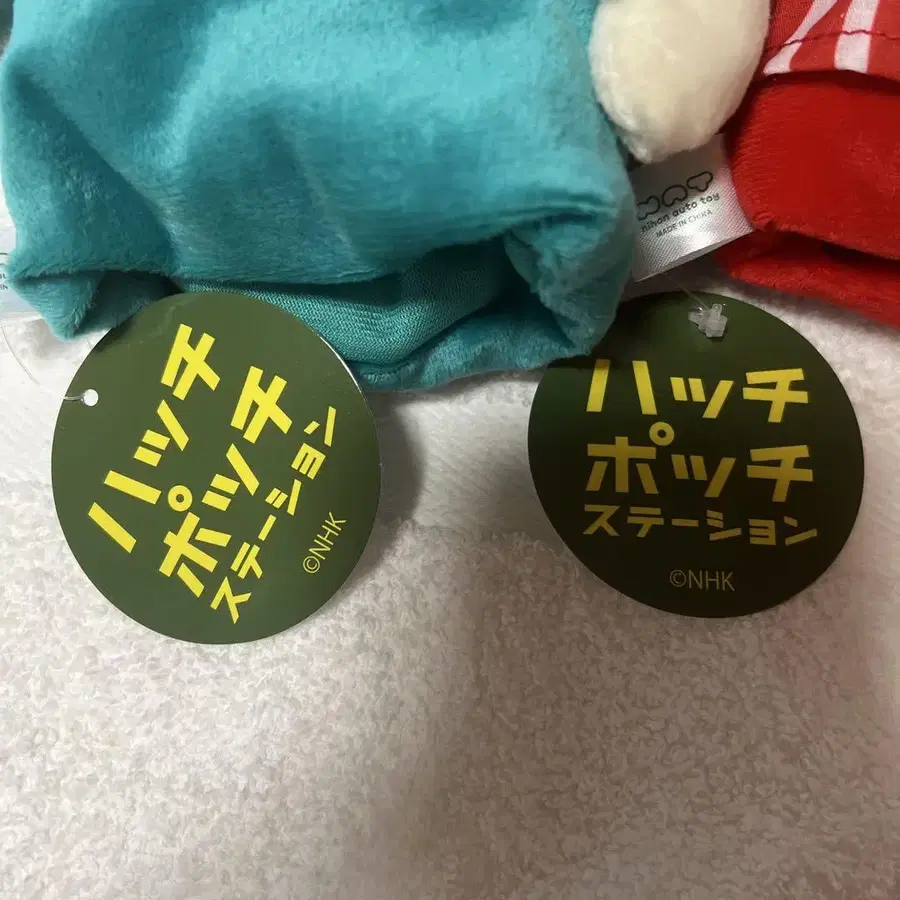 ハッチ
ポッチ
ステーション
©NHK
nihon auto toy
MADE IN CHINA
ハッチ
ポッチ
ステーション
©NHK